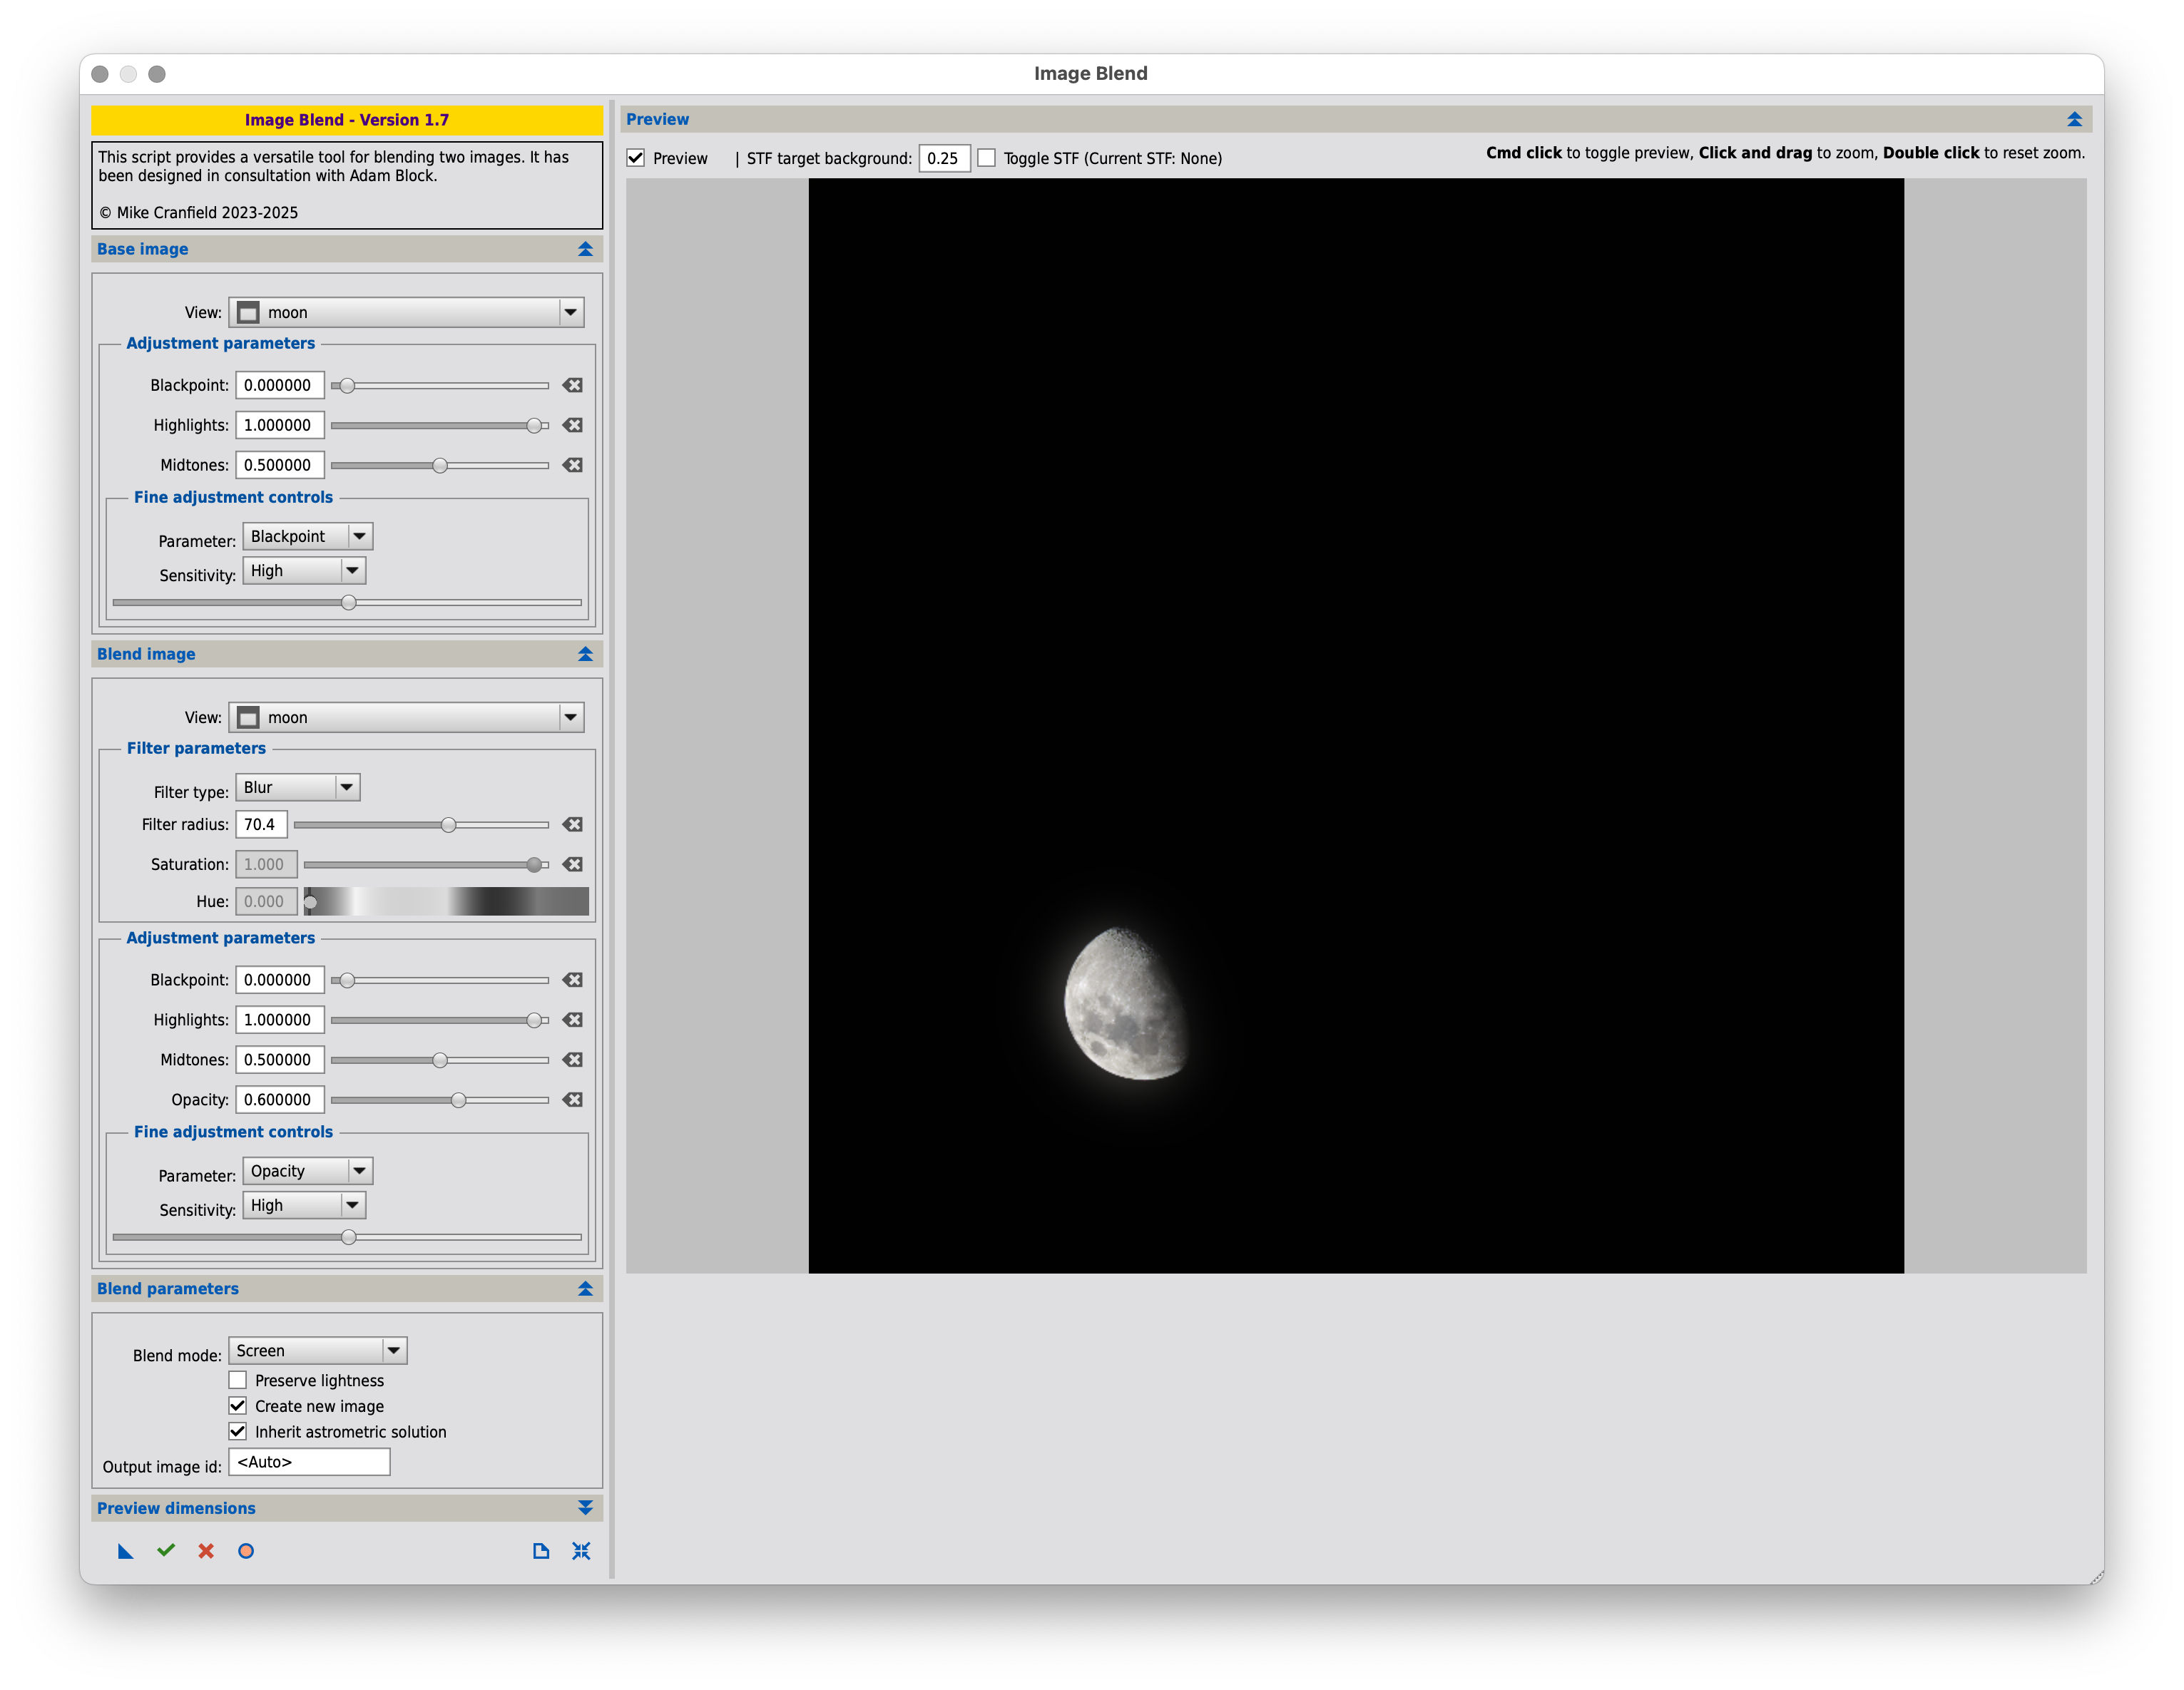 Image Blend
Image Blend - Version 1.7
This script provides a versatile tool for blending two images. It has
been designed in consultation with Adam Block.
© Mike Cranfield 2023-2025
Base image
View: moon
Adjustment parameters
Blackpoint: 0.000000
Highlights: 1.000000
Midtones: 0.500000
Fine adjustment controls
Parameter: Blackpoint
Sensitivity: High
Blend image
View: moon
Filter parameters
Filter type: Blur
Filter radius: 70.4
Saturation: 1.000
Hue: 0.000
Adjustment parameters
Blackpoint: 0.000000
Highlights: 1.000000
Midtones: 0.500000
Opacity: 0.600000
Fine adjustment controls
Parameter: Opacity
Sensitivity: High
Blend parameters
Blend mode: Screen
Preserve lightness
Create new image
Inherit astrometric solution
Output image id: <Auto>
Preview dimensions
Preview
Preview | STF target background: 0.25 Toggle STF (Current STF: None) Cmd click to toggle preview, Click and drag to zoom, Double click to reset zoom.